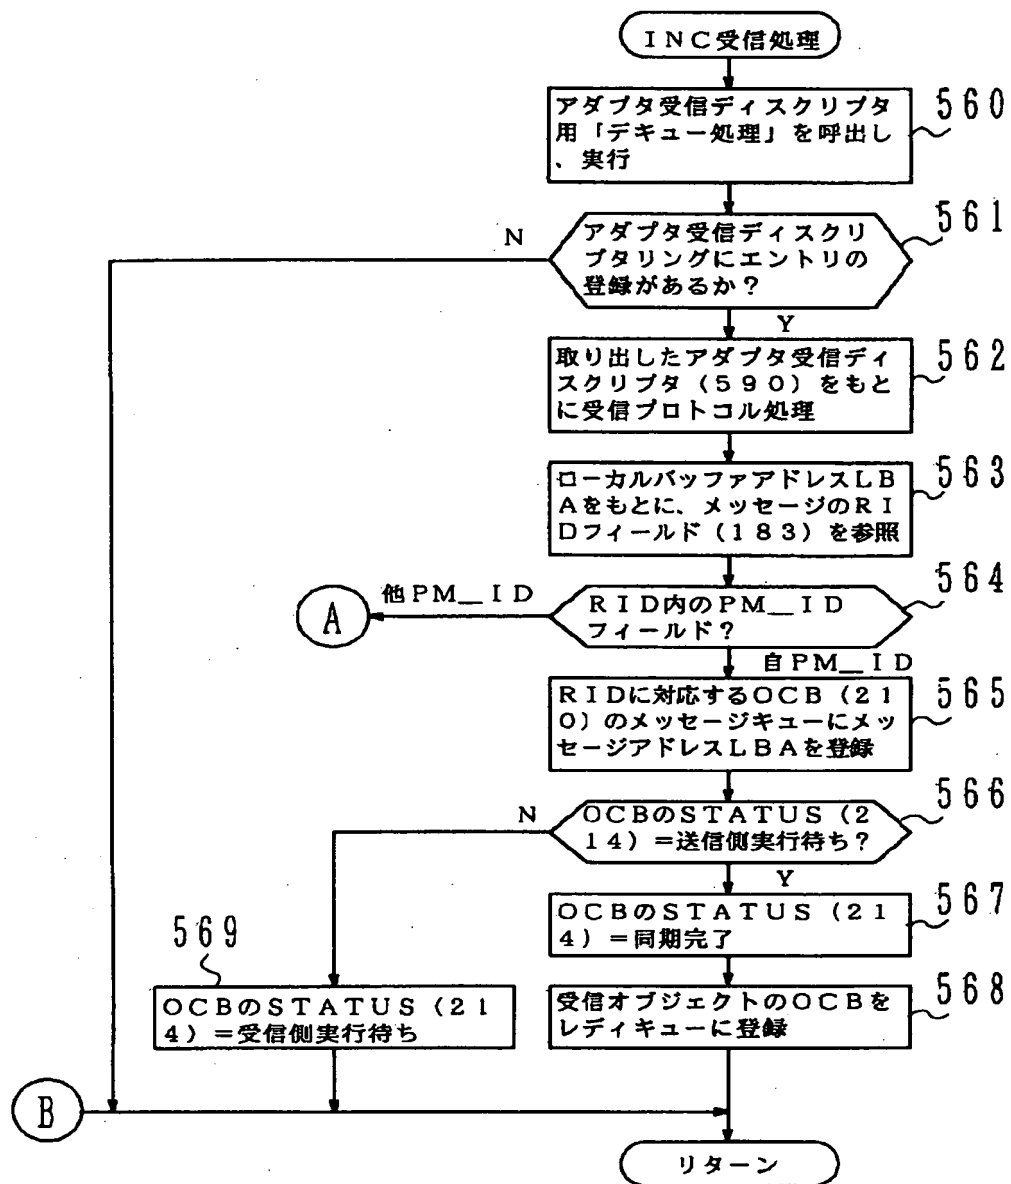 INC受信処理
アダプタ受信ディスクリプタ
用「デキュー処理」を呼出し
、実行
560
アダプタ受信ディスクリ
プタリングにエントリの
登録があるか?
561
N
Y
取り出したアダプタ受信ディ
スクリプタ(590)をもと
に受信プロトコル処理
562
ローカルバッファアドレスLB
Aをもとに、メッセージのRI
Dフィールド(183)を参照
563
RID内のPM__ID
フィールド?
564
他PM__ID
A
自PM__ID
RIDに対応するOCB(21
0)のメッセージキューにメッ
セージアドレスLBAを登録
565
OCBのSTATUS(2
14)=送信側実行待ち?
566
N
Y
OCBのSTATUS(21
4)=同期完了
567
569
OCBのSTATUS(21
4)=受信側実行待ち
受信オブジェクトのOCBを
レディキューに登録
568
B
リターン